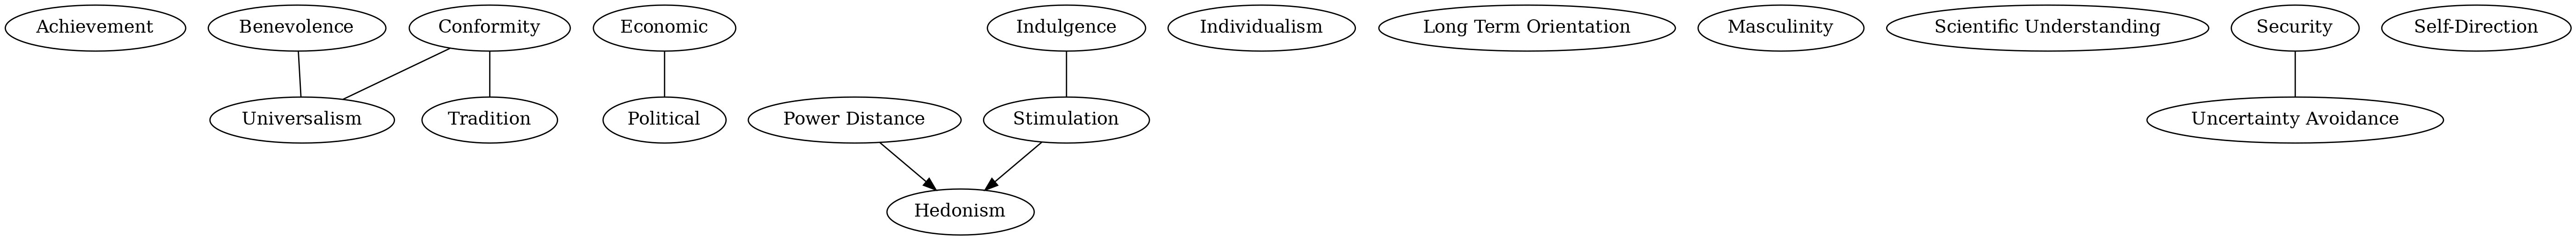 Achievement
Benevolence
Conformity
Economic
Indulgence
Individualism
Long Term Orientation
Masculinity
Scientific Understanding
Security
Self-Direction
Universalism
Tradition
Political
Power Distance
Stimulation
Uncertainty Avoidance
Hedonism